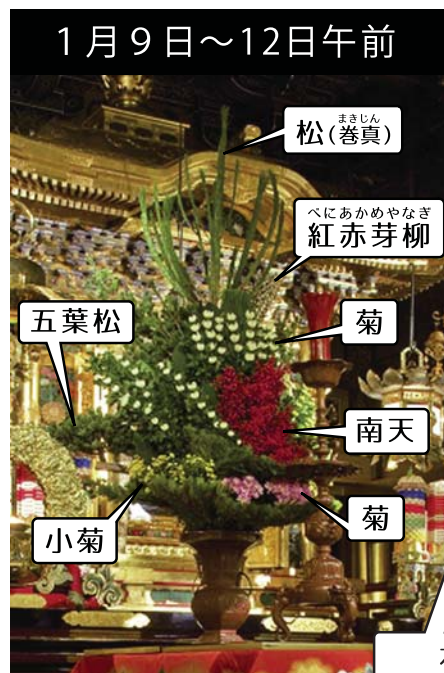 １月９日～12日午前
まきじん
松(巻真)
べにあかめやなぎ
紅赤芽柳
五葉松
菊
南天
菊
小菊